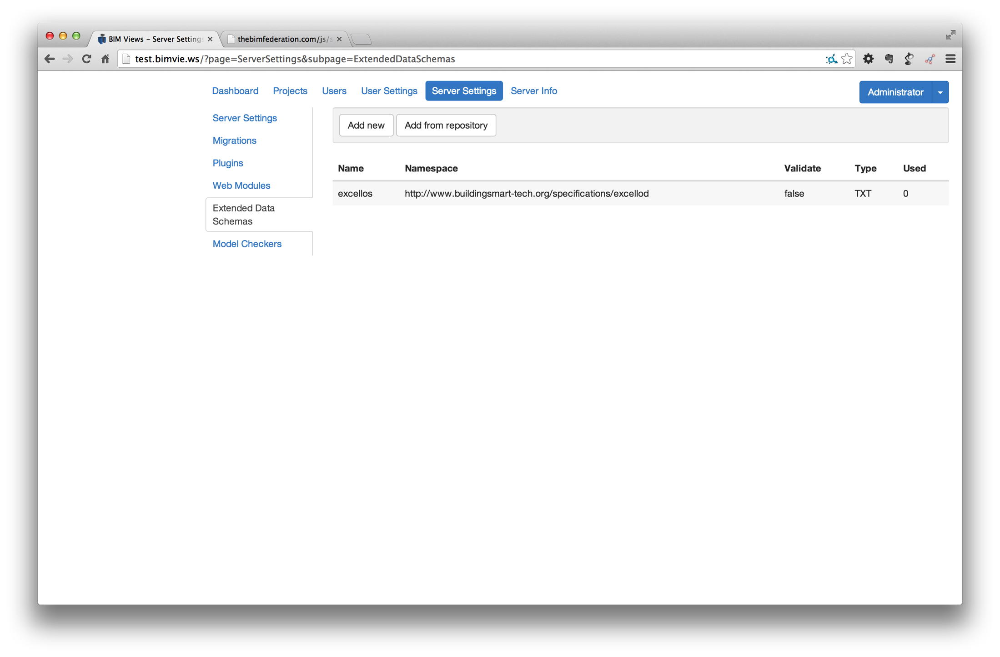 BIM Views – Server Setting
thebimfederation.com/js/s
test.bimvie.ws/?page=ServerSettings&subpage=ExtendedDataSchemas
Dashboard Projects Users User Settings Server Settings Server Info Administrator
Server Settings
Migrations
Plugins
Web Modules
Extended Data
Schemas
Model Checkers
Add new Add from repository
Name Namespace Validate Type Used
excellos http://www.buildingsmart-tech.org/specifications/excellod false TXT 0